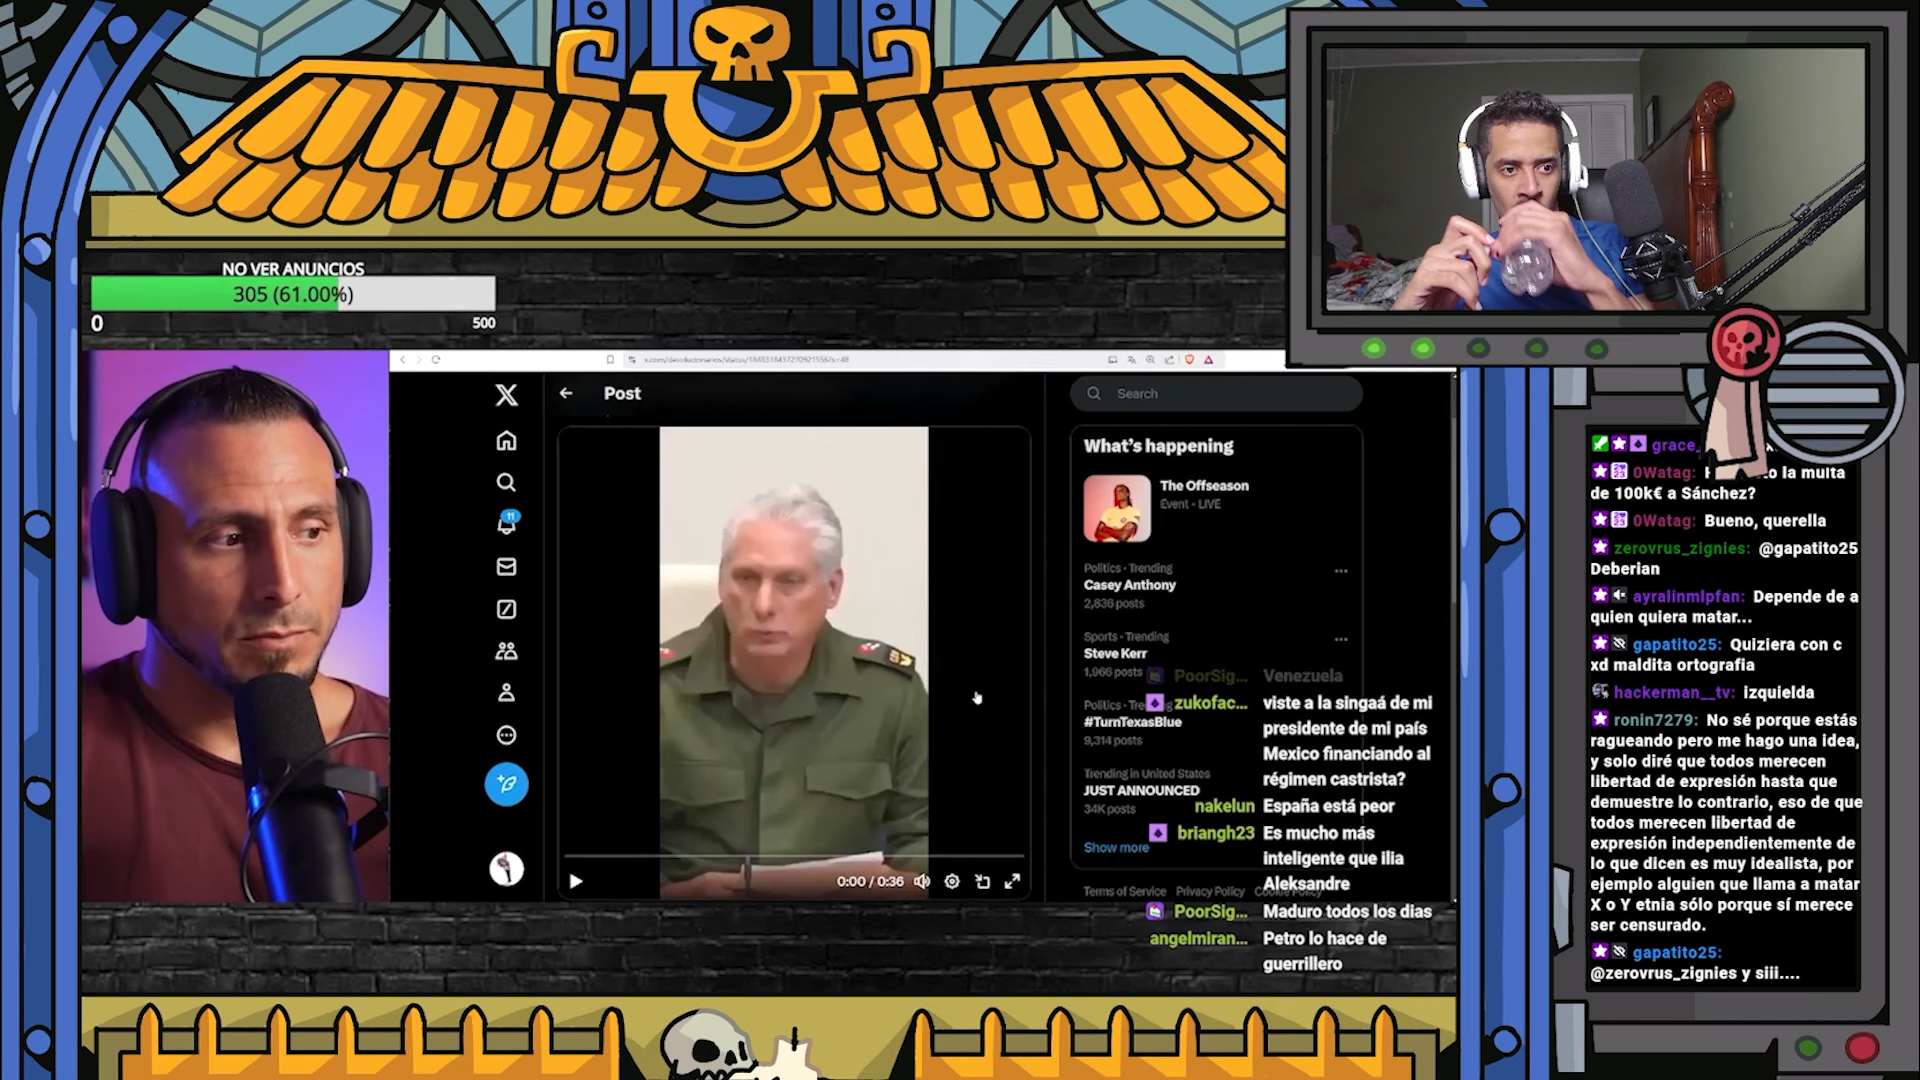 NO VER ANUNCIOS
305 (61.00%)
0
500
Post
Search
What's happening
The Offseason
Event · LIVE
Politics · Trending
Casey Anthony
2,836 posts
Sports · Trending
Steve Kerr
1,966 posts
#TurnTexasBlue
9,314 posts
Trending in United States
JUST ANNOUNCED
34K posts
Show more
Terms of Service Privacy Policy
11
0:00 / 0:36
PoorSig... Venezuela
zukofac... viste a la singaá de mi
presidente de mi país
Mexico financiando al
régimen castrista?
nakelun España está peor
briangh23 Es mucho más
inteligente que ilia
Aleksandre
PoorSig... Maduro todos los dias
angelmiran... Petro lo hace de
guerrillero
0Watag: la multa
de 100k€ a Sánchez?
0Watag: Bueno, querella
zerovrus_zignies: @gapatito25
Deberian
ayralinmlpfan: Depende de a
quien quiera matar...
gapatito25: Quiziera con c
xd maldita ortografia
hackerman__tv: izquielda
ronin7279: No sé porque estás
ragueando pero me hago una idea,
y solo diré que todos merecen
libertad de expresión hasta que
demuestre lo contrario, eso de que
todos merecen libertad de
expresión independientemente de
lo que dicen es muy idealista, por
ejemplo alguien que llama a matar
X o Y etnia sólo porque sí merece
ser censurado.
gapatito25:
@zerovrus_zignies y siii....